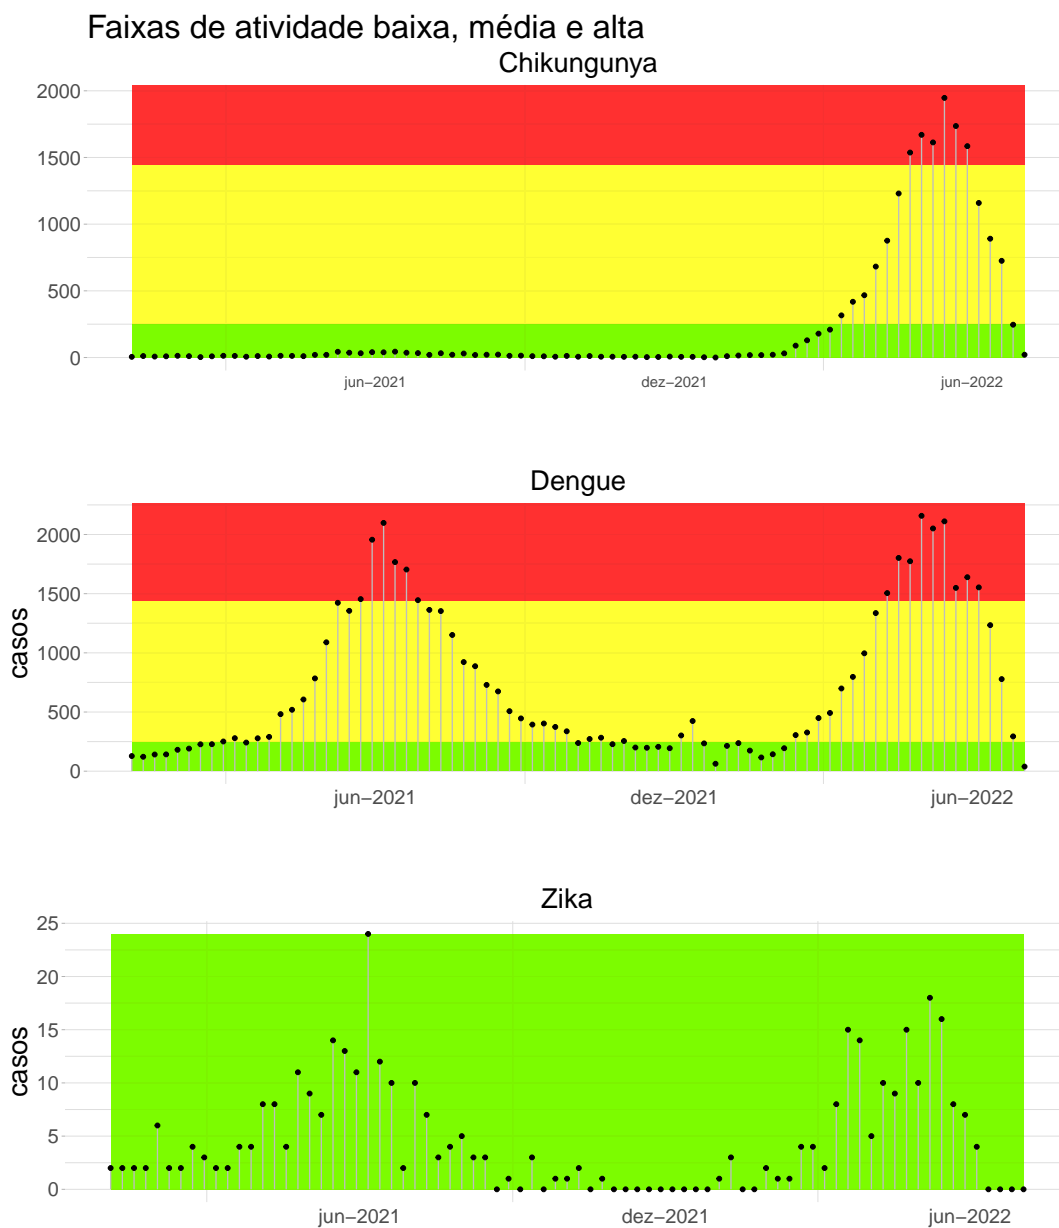 Faixas de atividade baixa, média e alta
Chikungunya
2000
1500
1000
500
0
jun−2021 dez−2021 jun−2022
Dengue
casos
2000
1500
1000
500
0
jun−2021 dez−2021 jun−2022
Zika
casos
25
20
15
10
5
0
jun−2021 dez−2021 jun−2022